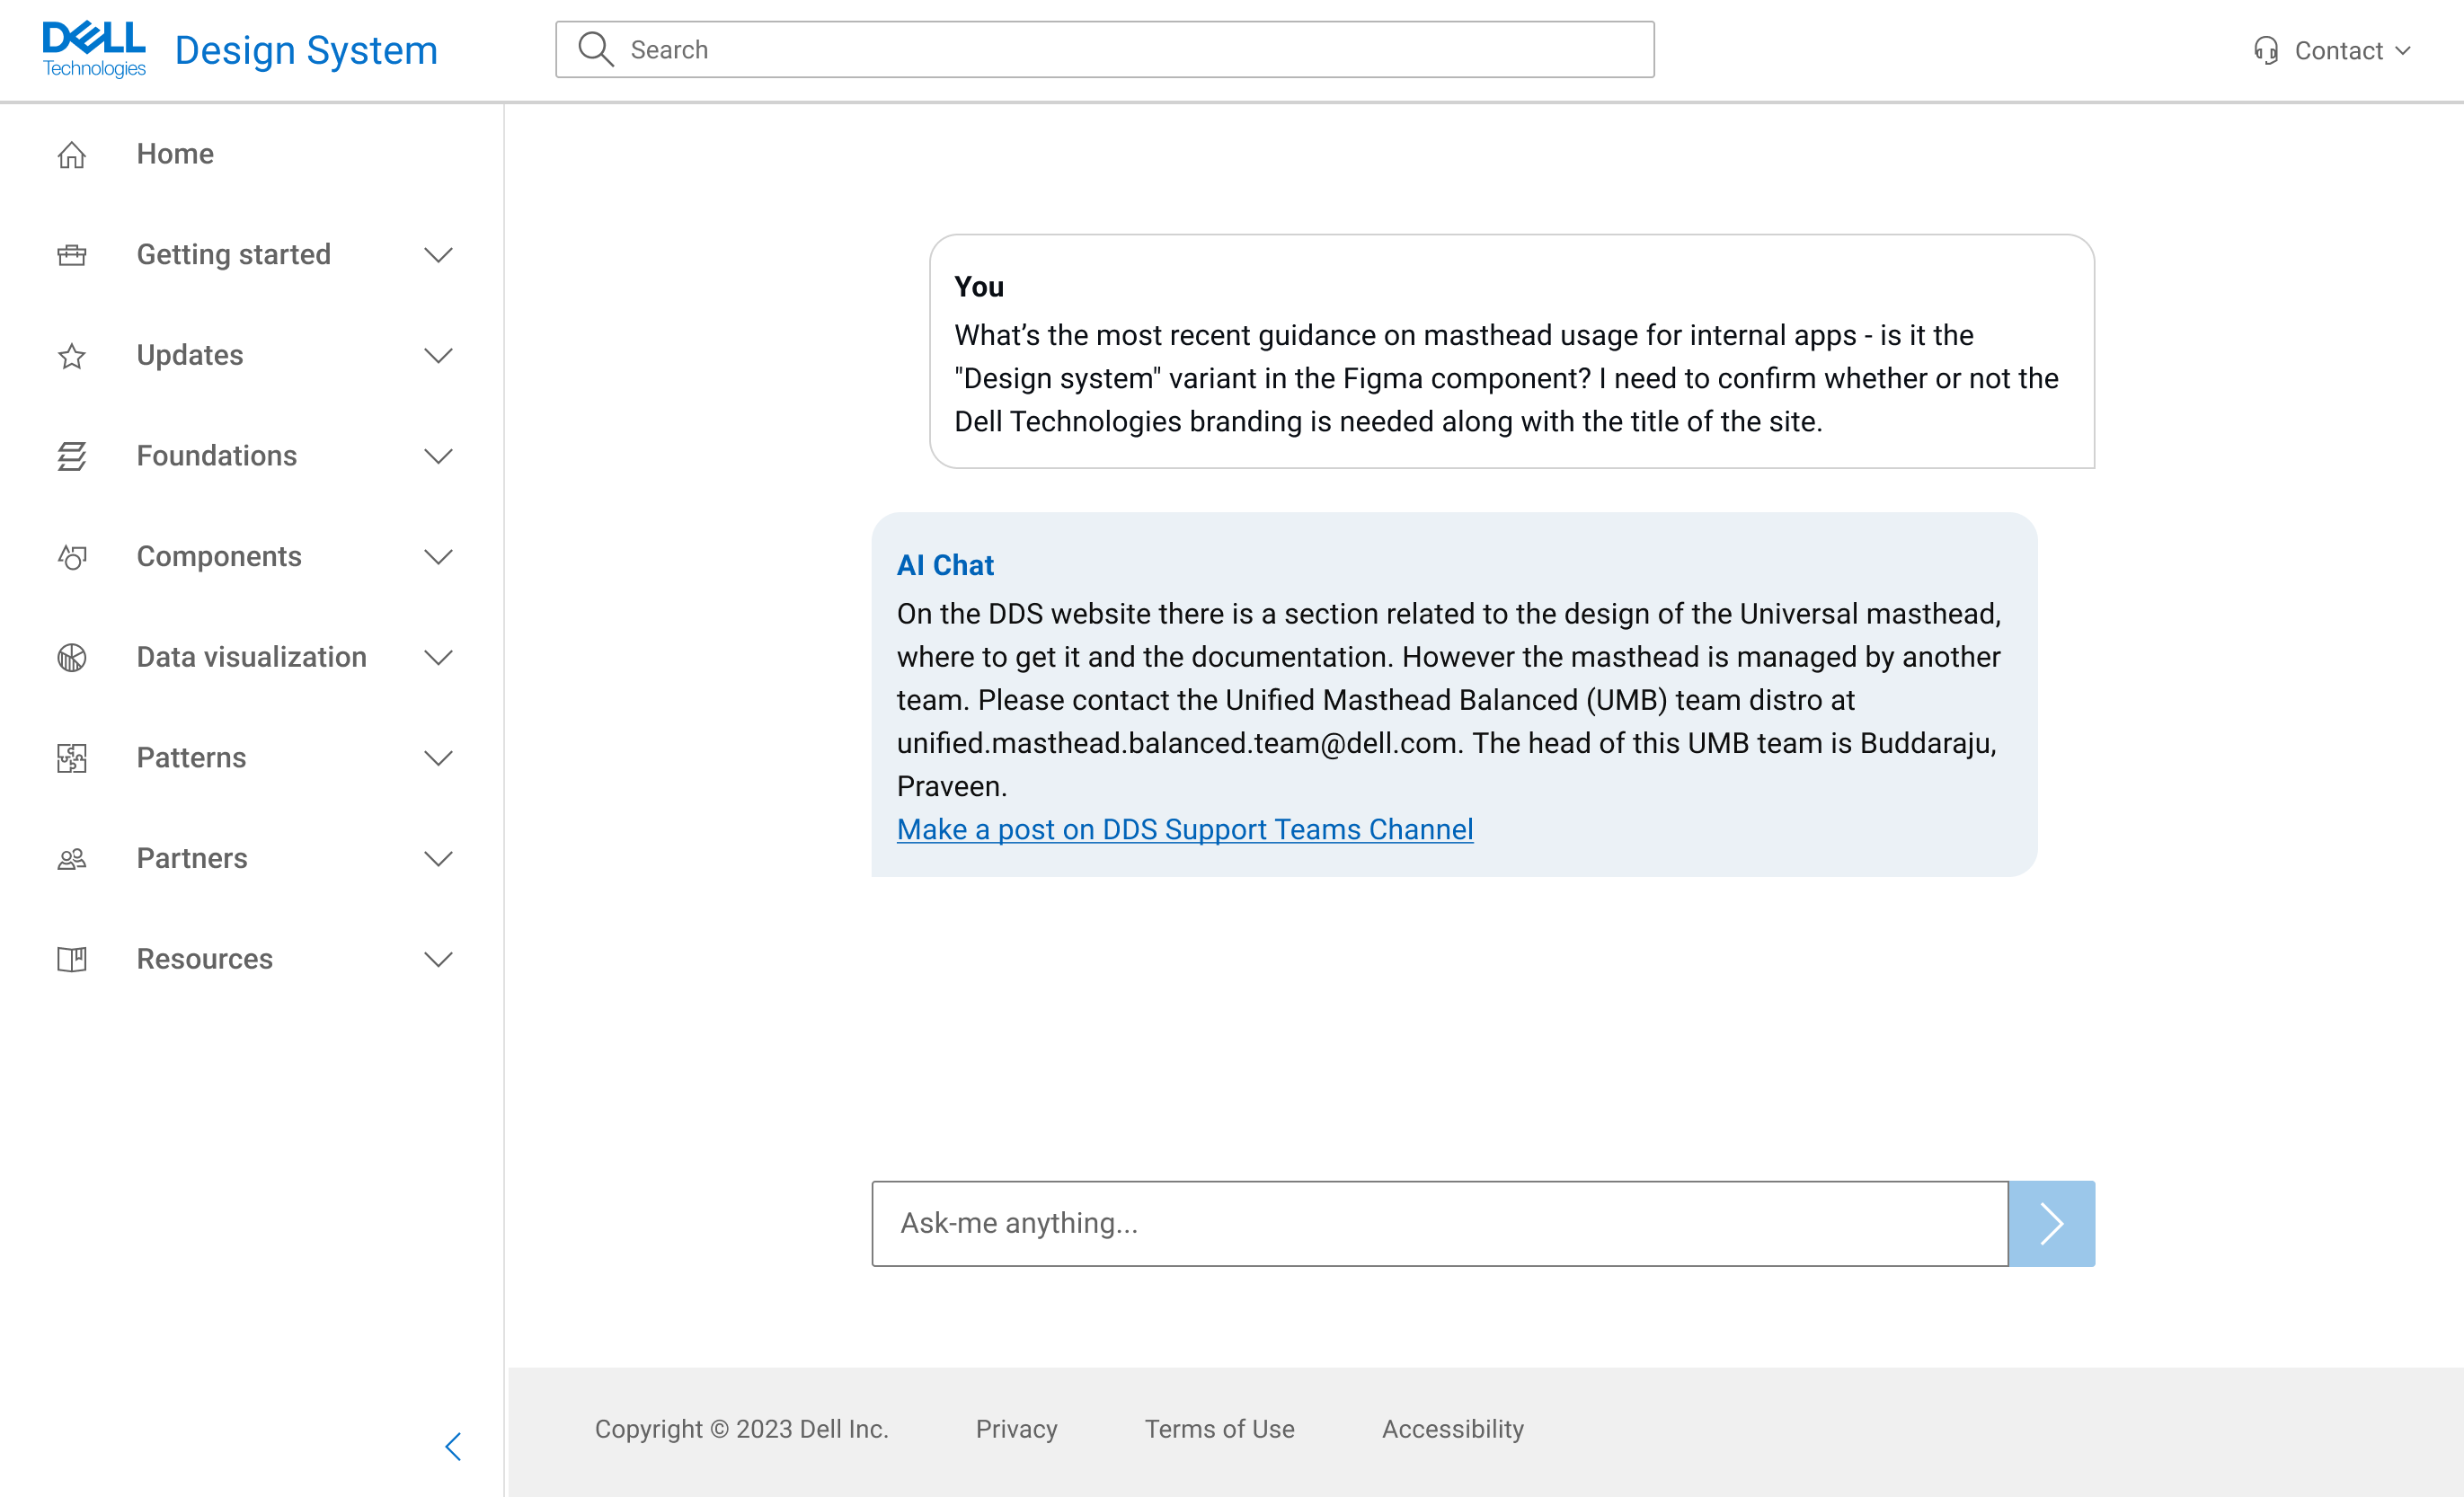 DELL
Technologies
Design System
Search
Contact
Home
Getting started
Updates
Foundations
Components
Data visualization
Patterns
Partners
Resources
You
What’s the most recent guidance on masthead usage for internal apps - is it the
"Design system" variant in the Figma component? I need to confirm whether or not the
Dell Technologies branding is needed along with the title of the site.
AI Chat
On the DDS website there is a section related to the design of the Universal masthead,
where to get it and the documentation. However the masthead is managed by another
team. Please contact the Unified Masthead Balanced (UMB) team distro at
unified.masthead.balanced.team@dell.com. The head of this UMB team is Buddaraju,
Praveen.
Make a post on DDS Support Teams Channel
Ask-me anything...
Copyright © 2023 Dell Inc.
Privacy
Terms of Use
Accessibility